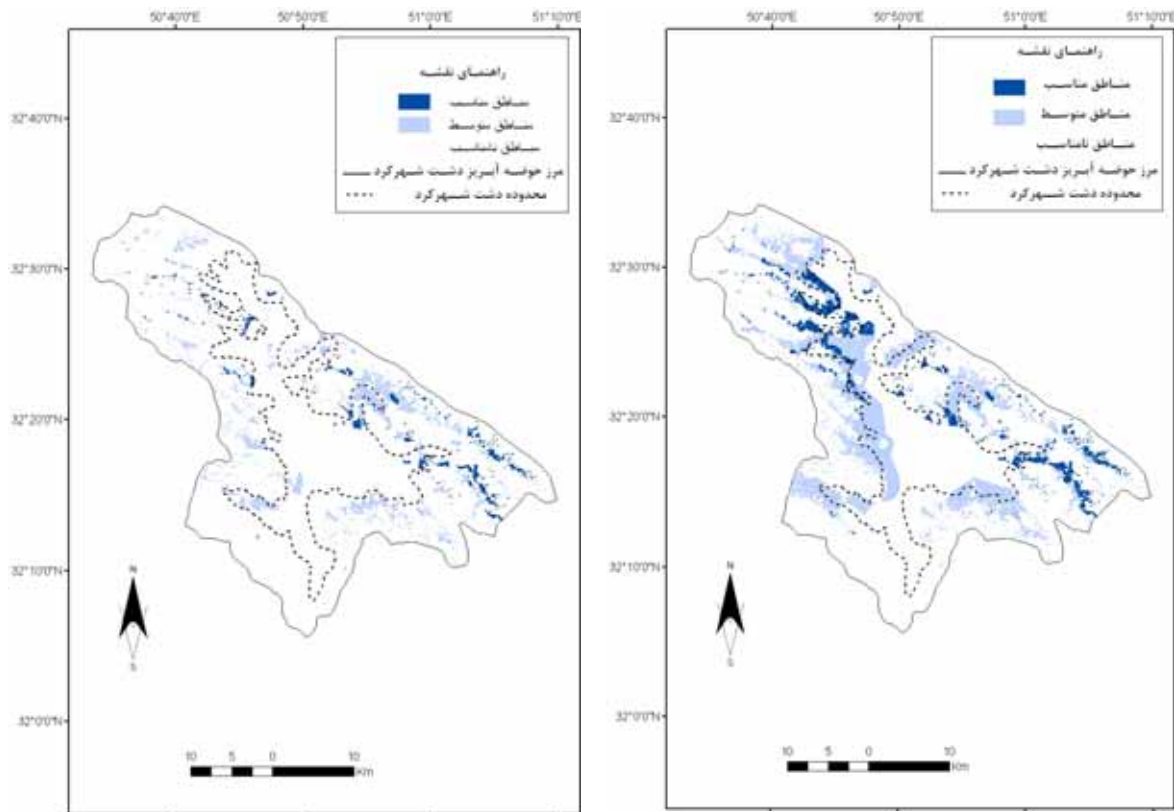 50°40'0"E 50°50'0"E 51°0'0"E 51°10'0"E
راهنمای نقشه
مناطق مناسب
مناطق متوسط
مناطق نامناسب
مرز حوضه آبریز دشت شهرکرد
محدوده دشت شهرکرد
32°40'0"N
32°30'0"N
32°20'0"N
32°10'0"N
32°0'0"N
N
S
10 5 0 10
Km
50°40'0"E 50°50'0"E 51°0'0"E 51°10'0"E
راهنمای نقشه
مناطق مناسب
مناطق متوسط
مناطق نامناسب
مرز حوضه آبریز دشت شهرکرد
محدوده دشت شهرکرد
32°40'0"N
32°30'0"N
32°20'0"N
32°10'0"N
32°0'0"N
N
S
10 5 0 10
Km